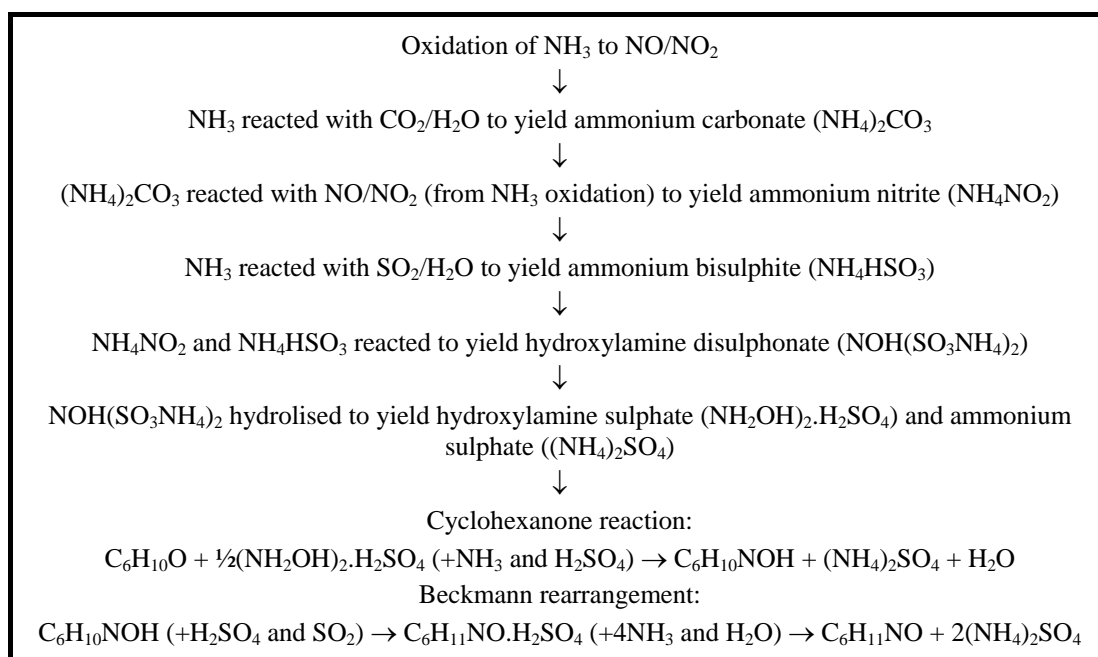 Oxidation of NH₃ to NO/NO₂
↓
NH₃ reacted with CO₂/H₂O to yield ammonium carbonate (NH₄)₂CO₃
↓
(NH₄)₂CO₃ reacted with NO/NO₂ (from NH₃ oxidation) to yield ammonium nitrite (NH₄NO₂)
↓
NH₃ reacted with SO₂/H₂O to yield ammonium bisulphite (NH₄HSO₃)
↓
NH₄NO₂ and NH₄HSO₃ reacted to yield hydroxylamine disulphonate (NOH(SO₃NH₄)₂)
↓
NOH(SO₃NH₄)₂ hydrolised to yield hydroxylamine sulphate (NH₂OH)₂.H₂SO₄) and ammonium
sulphate ((NH₄)₂SO₄)
↓
Cyclohexanone reaction:
C₆H₁₀O + ½(NH₂OH)₂.H₂SO₄ (+NH₃ and H₂SO₄) → C₆H₁₀NOH + (NH₄)₂SO₄ + H₂O
Beckmann rearrangement:
C₆H₁₀NOH (+H₂SO₄ and SO₂) → C₆H₁₁NO.H₂SO₄ (+4NH₃ and H₂O) → C₆H₁₁NO + 2(NH₄)₂SO₄